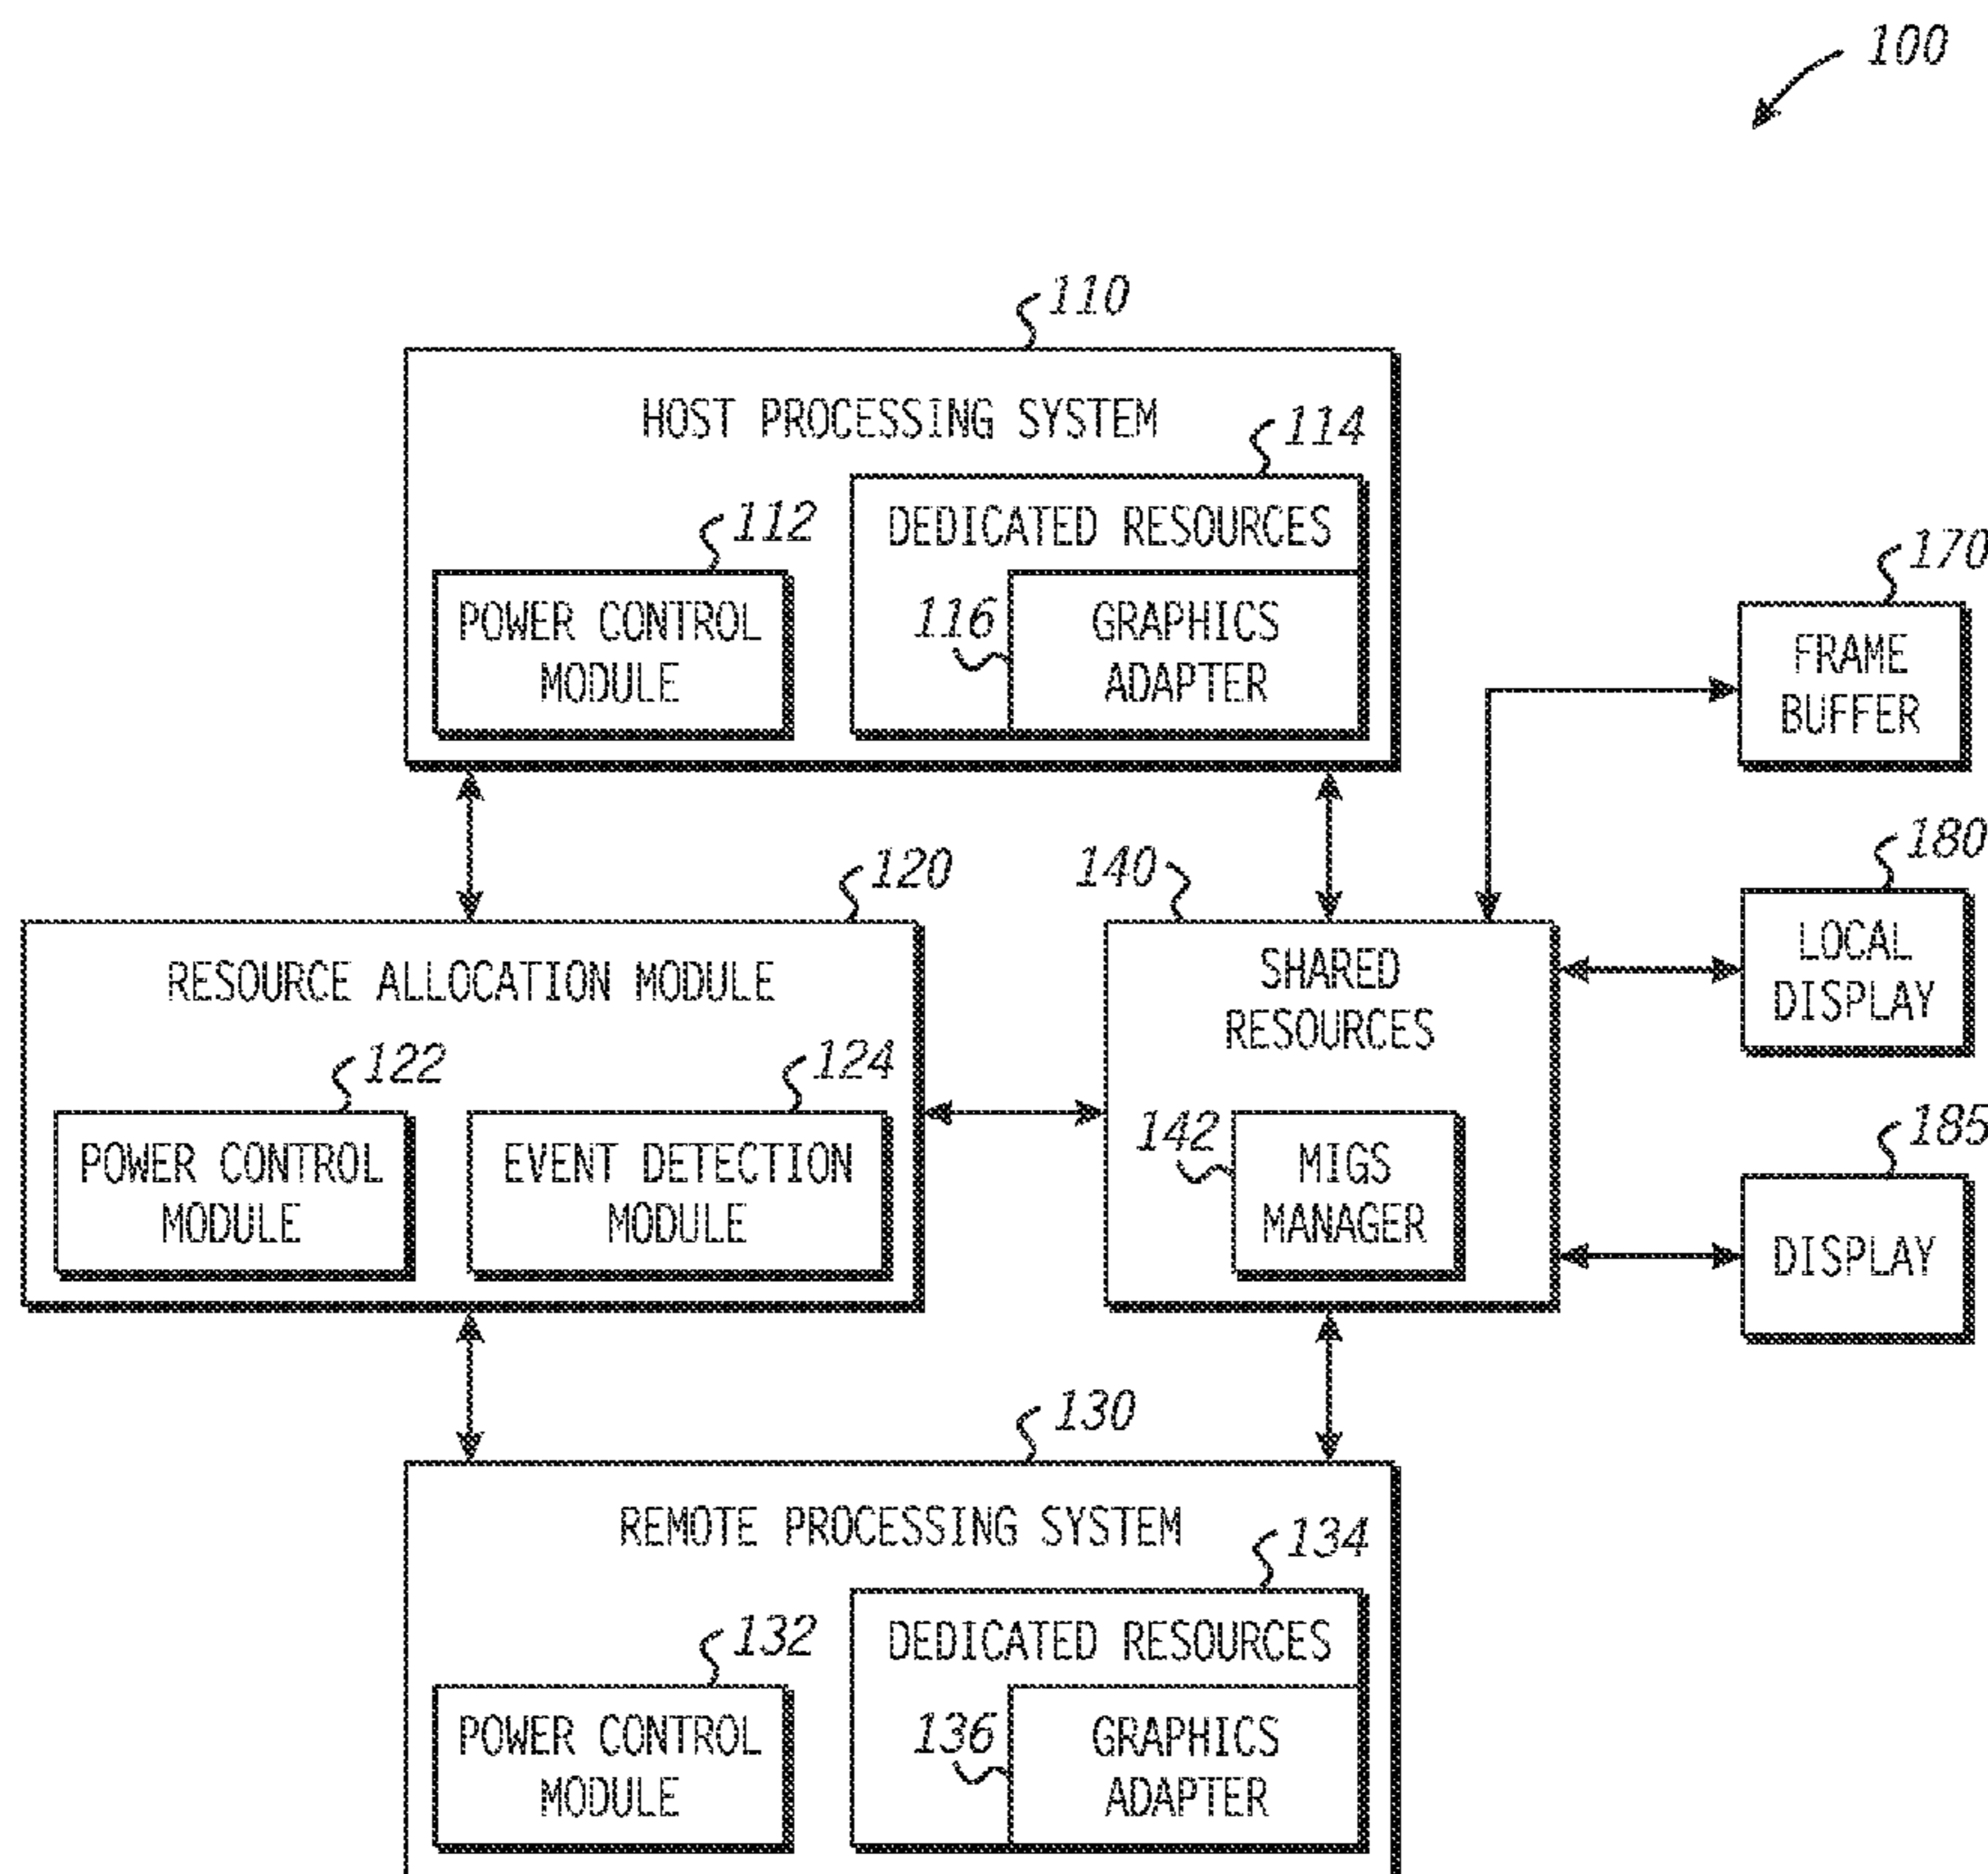 100
110
HOST PROCESSING SYSTEM
114
DEDICATED RESOURCES
112
POWER CONTROL
MODULE
116
GRAPHICS
ADAPTER
170
FRAME
BUFFER
120
RESOURCE ALLOCATION MODULE
122
POWER CONTROL
MODULE
124
EVENT DETECTION
MODULE
140
SHARED
RESOURCES
142
MIGS
MANAGER
180
LOCAL
DISPLAY
185
DISPLAY
130
REMOTE PROCESSING SYSTEM
134
DEDICATED RESOURCES
132
POWER CONTROL
MODULE
136
GRAPHICS
ADAPTER